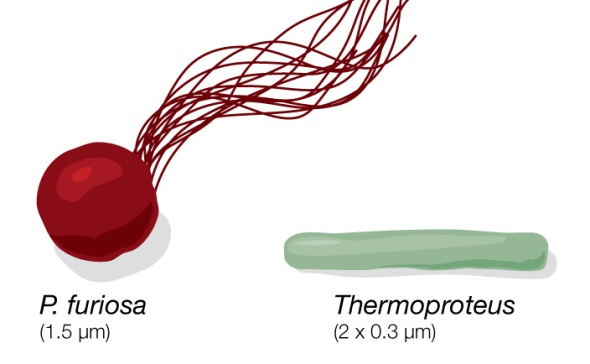 P. furiosa
(1.5 µm)
Thermoproteus
(2 x 0.3 µm)